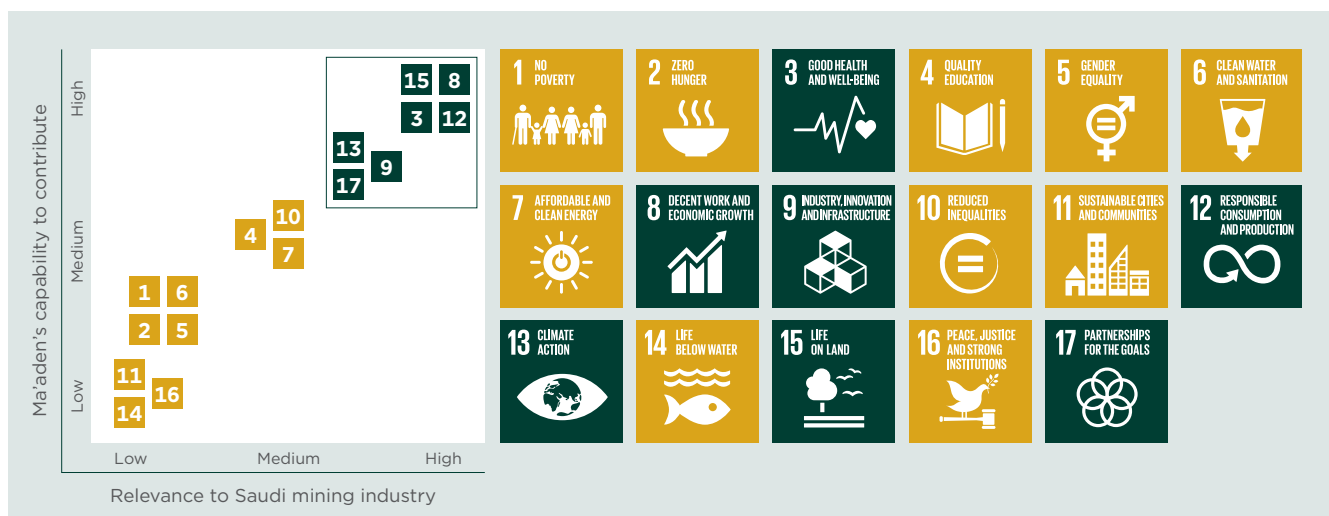 Ma'aden's capability to contribute
High
Medium
Low
15 8
3 12
13
9
17
10
4
7
1 6
2 5
11
16
14
Low Medium High
Relevance to Saudi mining industry
1 NO
POVERTY
2 ZERO
HUNGER
3 GOOD HEALTH
AND WELL-BEING
4 QUALITY
EDUCATION
5 GENDER
EQUALITY
6 CLEAN WATER
AND SANITATION
7 AFFORDABLE AND
CLEAN ENERGY
8 DECENT WORK AND
ECONOMIC GROWTH
9 INDUSTRY, INNOVATION
AND INFRASTRUCTURE
10 REDUCED
INEQUALITIES
11 SUSTAINABLE CITIES
AND COMMUNITIES
12 RESPONSIBLE
CONSUMPTION
AND PRODUCTION
13 CLIMATE
ACTION
14 LIFE
BELOW WATER
15 LIFE
ON LAND
16 PEACE, JUSTICE
AND STRONG
INSTITUTIONS
17 PARTNERSHIPS
FOR THE GOALS